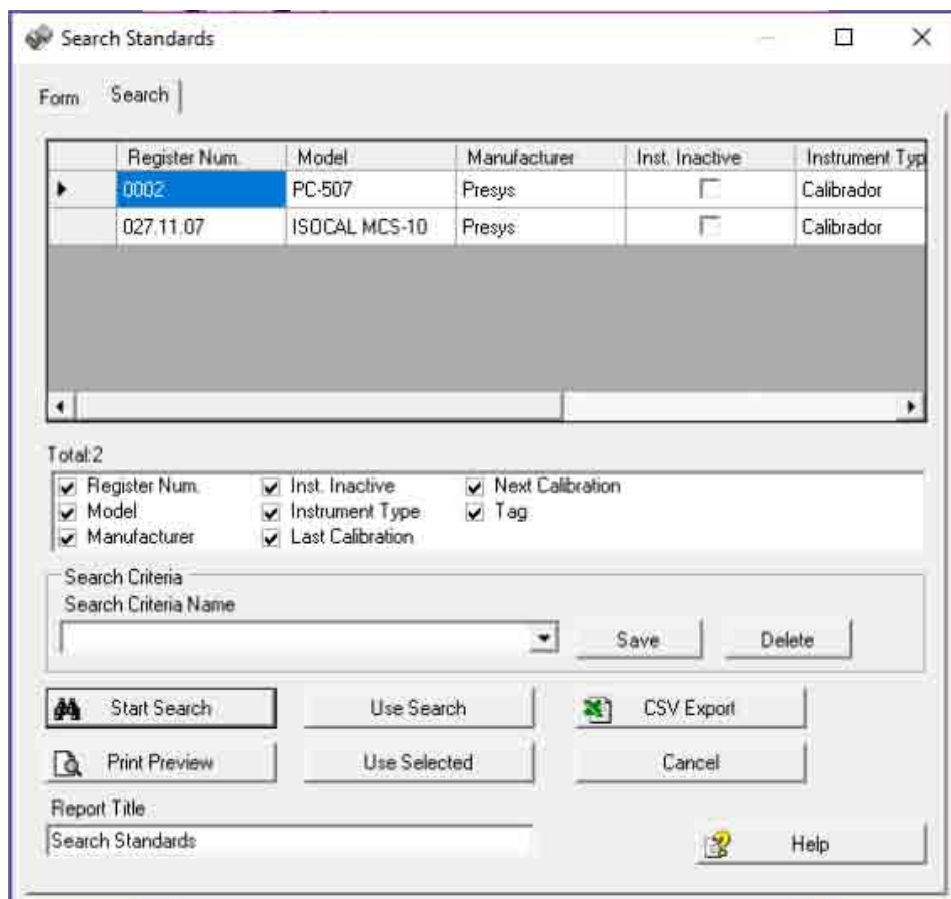 Search Standards
Form Search
Register Num. Model Manufacturer Inst. Inactive Instrument Typ
0002 PC-507 Presys Calibrador
027.11.07 ISOCAL MCS-10 Presys Calibrador
Total:2
Register Num. Inst. Inactive Next Calibration
Model Instrument Type Tag
Manufacturer Last Calibration
Search Criteria
Search Criteria Name
Save Delete
Start Search Use Search CSV Export
Print Preview Use Selected Cancel
Report Title
Search Standards
Help